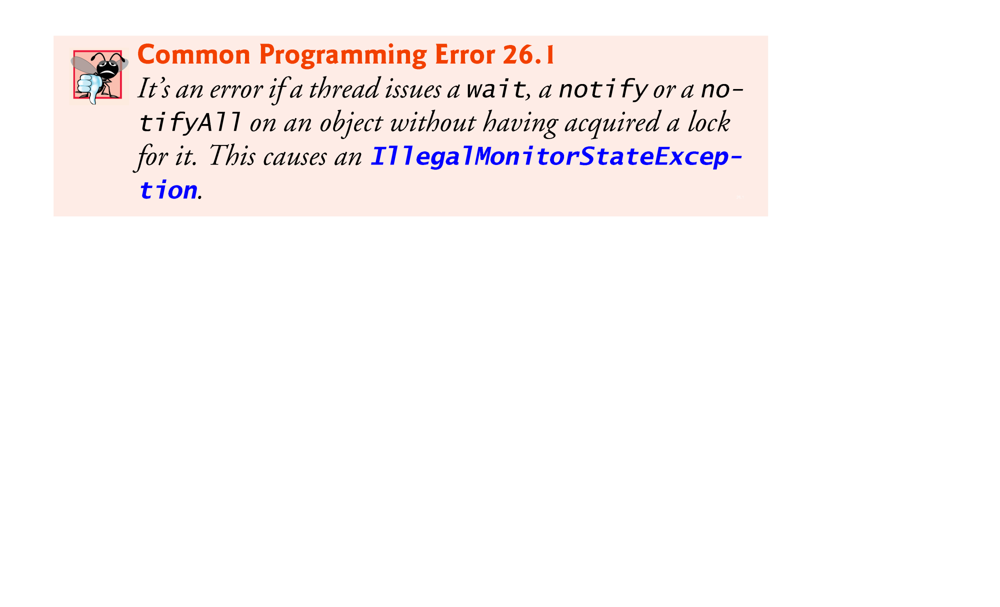 Common Programming Error 26.1
It’s an error if a thread issues a wait, a notify or a no-
tifyAll on an object without having acquired a lock
for it. This causes an IllegalMonitorStateExcep-
tion.